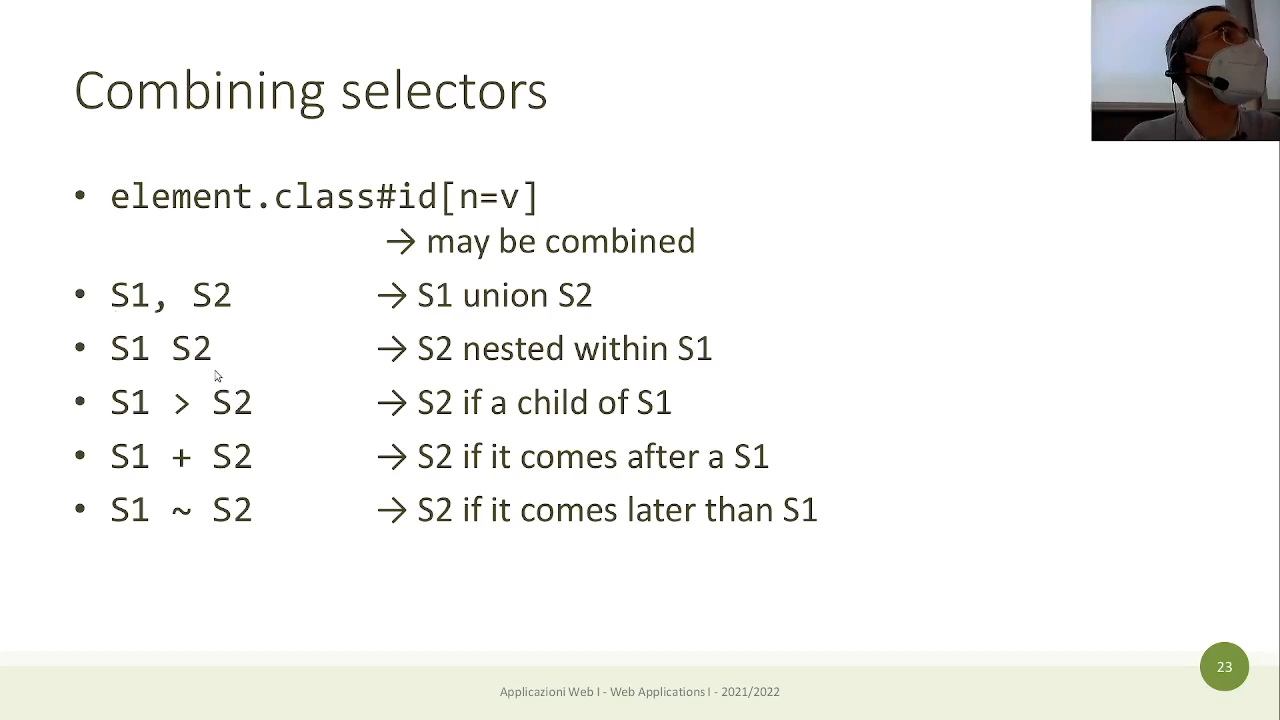 Combining selectors
• element.class#id[n=v]
→ may be combined
• S1, S2 → S1 union S2
• S1 S2 → S2 nested within S1
• S1 > S2 → S2 if a child of S1
• S1 + S2 → S2 if it comes after a S1
• S1 ~ S2 → S2 if it comes later than S1
Applicazioni Web I - Web Applications I - 2021/2022
23